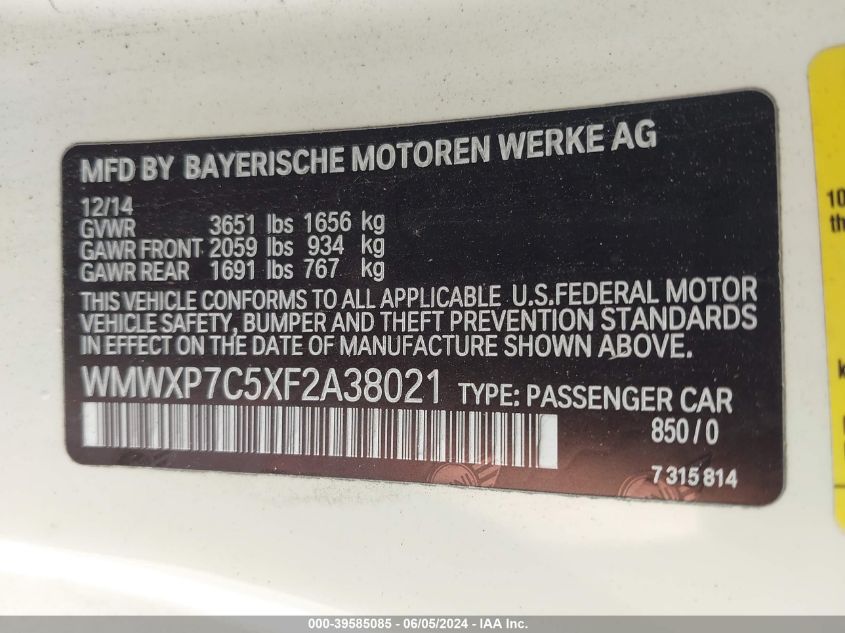 MFD BY BAYERISCHE MOTOREN WERKE AG
12/14
GVWR 3651 lbs 1656 kg
GAWR FRONT 2059 lbs 934 kg
GAWR REAR 1691 lbs 767 kg
THIS VEHICLE CONFORMS TO ALL APPLICABLE U.S.FEDERAL MOTOR
VEHICLE SAFETY, BUMPER AND THEFT PREVENTION STANDARDS
IN EFFECT ON THE DATE OF MANUFACTURE SHOWN ABOVE.
WMWXP7C5XF2A38021 TYPE: PASSENGER CAR
850/0
7 315 814
10
th
000-39585085 - 06/05/2024 - IAA Inc.